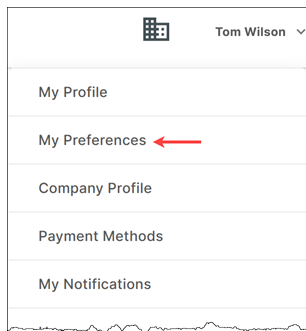 Tom Wilson
My Profile
My Preferences
Company Profile
Payment Methods
My Notifications